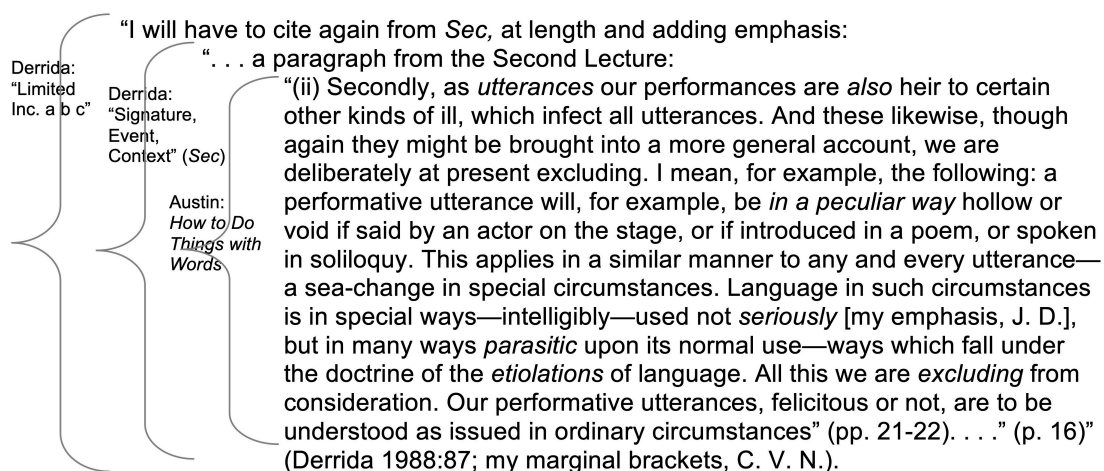 “I will have to cite again from Sec, at length and adding emphasis:
“. . . a paragraph from the Second Lecture:
Derrida:
“Limited
Inc. a b c”
Derrida:
“Signature,
Event,
Context” (Sec)
Austin:
How to Do
Things with
Words
“(ii) Secondly, as utterances our performances are also heir to certain
other kinds of ill, which infect all utterances. And these likewise, though
again they might be brought into a more general account, we are
deliberately at present excluding. I mean, for example, the following: a
performative utterance will, for example, be in a peculiar way hollow or
void if said by an actor on the stage, or if introduced in a poem, or spoken
in soliloquy. This applies in a similar manner to any and every utterance—
a sea-change in special circumstances. Language in such circumstances
is in special ways—intelligibly—used not seriously [my emphasis, J. D.],
but in many ways parasitic upon its normal use—ways which fall under
the doctrine of the etiolations of language. All this we are excluding from
consideration. Our performative utterances, felicitous or not, are to be
understood as issued in ordinary circumstances” (pp. 21-22). . . .” (p. 16)”
(Derrida 1988:87; my marginal brackets, C. V. N.).